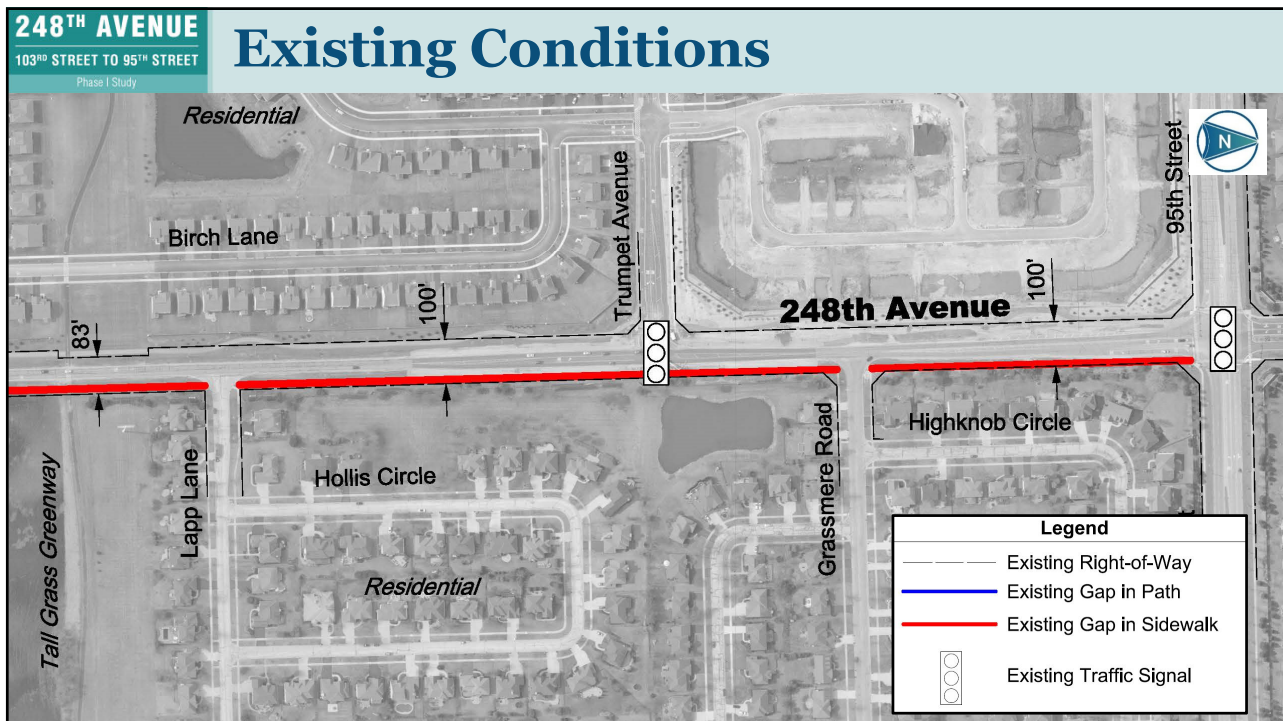 248TH AVENUE
103RD STREET TO 95TH STREET
Phase I Study
Existing Conditions
Residential
N
Birch Lane
Trumpet Avenue
95th Street
83'
100'
248th Avenue
100'
Tall Grass Greenway
Lapp Lane
Hollis Circle
Residential
Grassmere Road
Highknob Circle
Legend
Existing Right-of-Way
Existing Gap in Path
Existing Gap in Sidewalk
Existing Traffic Signal